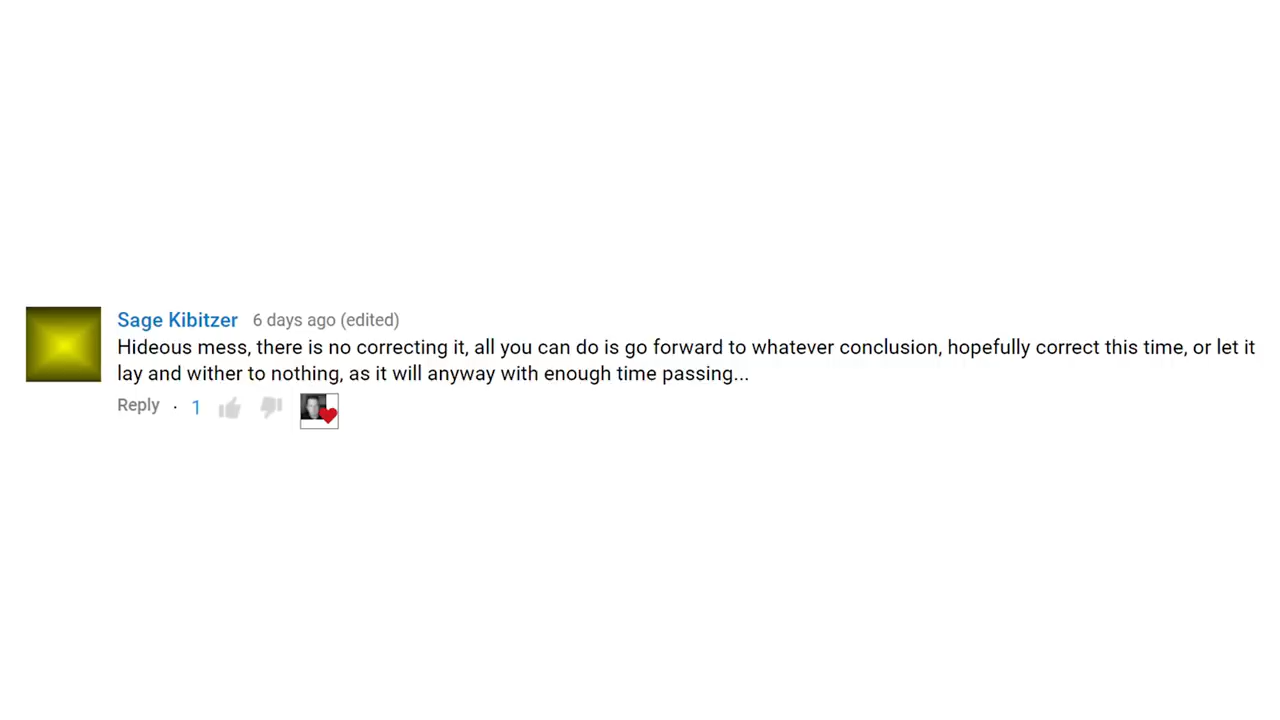 Sage Kibitzer 6 days ago (edited)
Hideous mess, there is no correcting it, all you can do is go forward to whatever conclusion, hopefully correct this time, or let it
lay and wither to nothing, as it will anyway with enough time passing...
Reply · 1